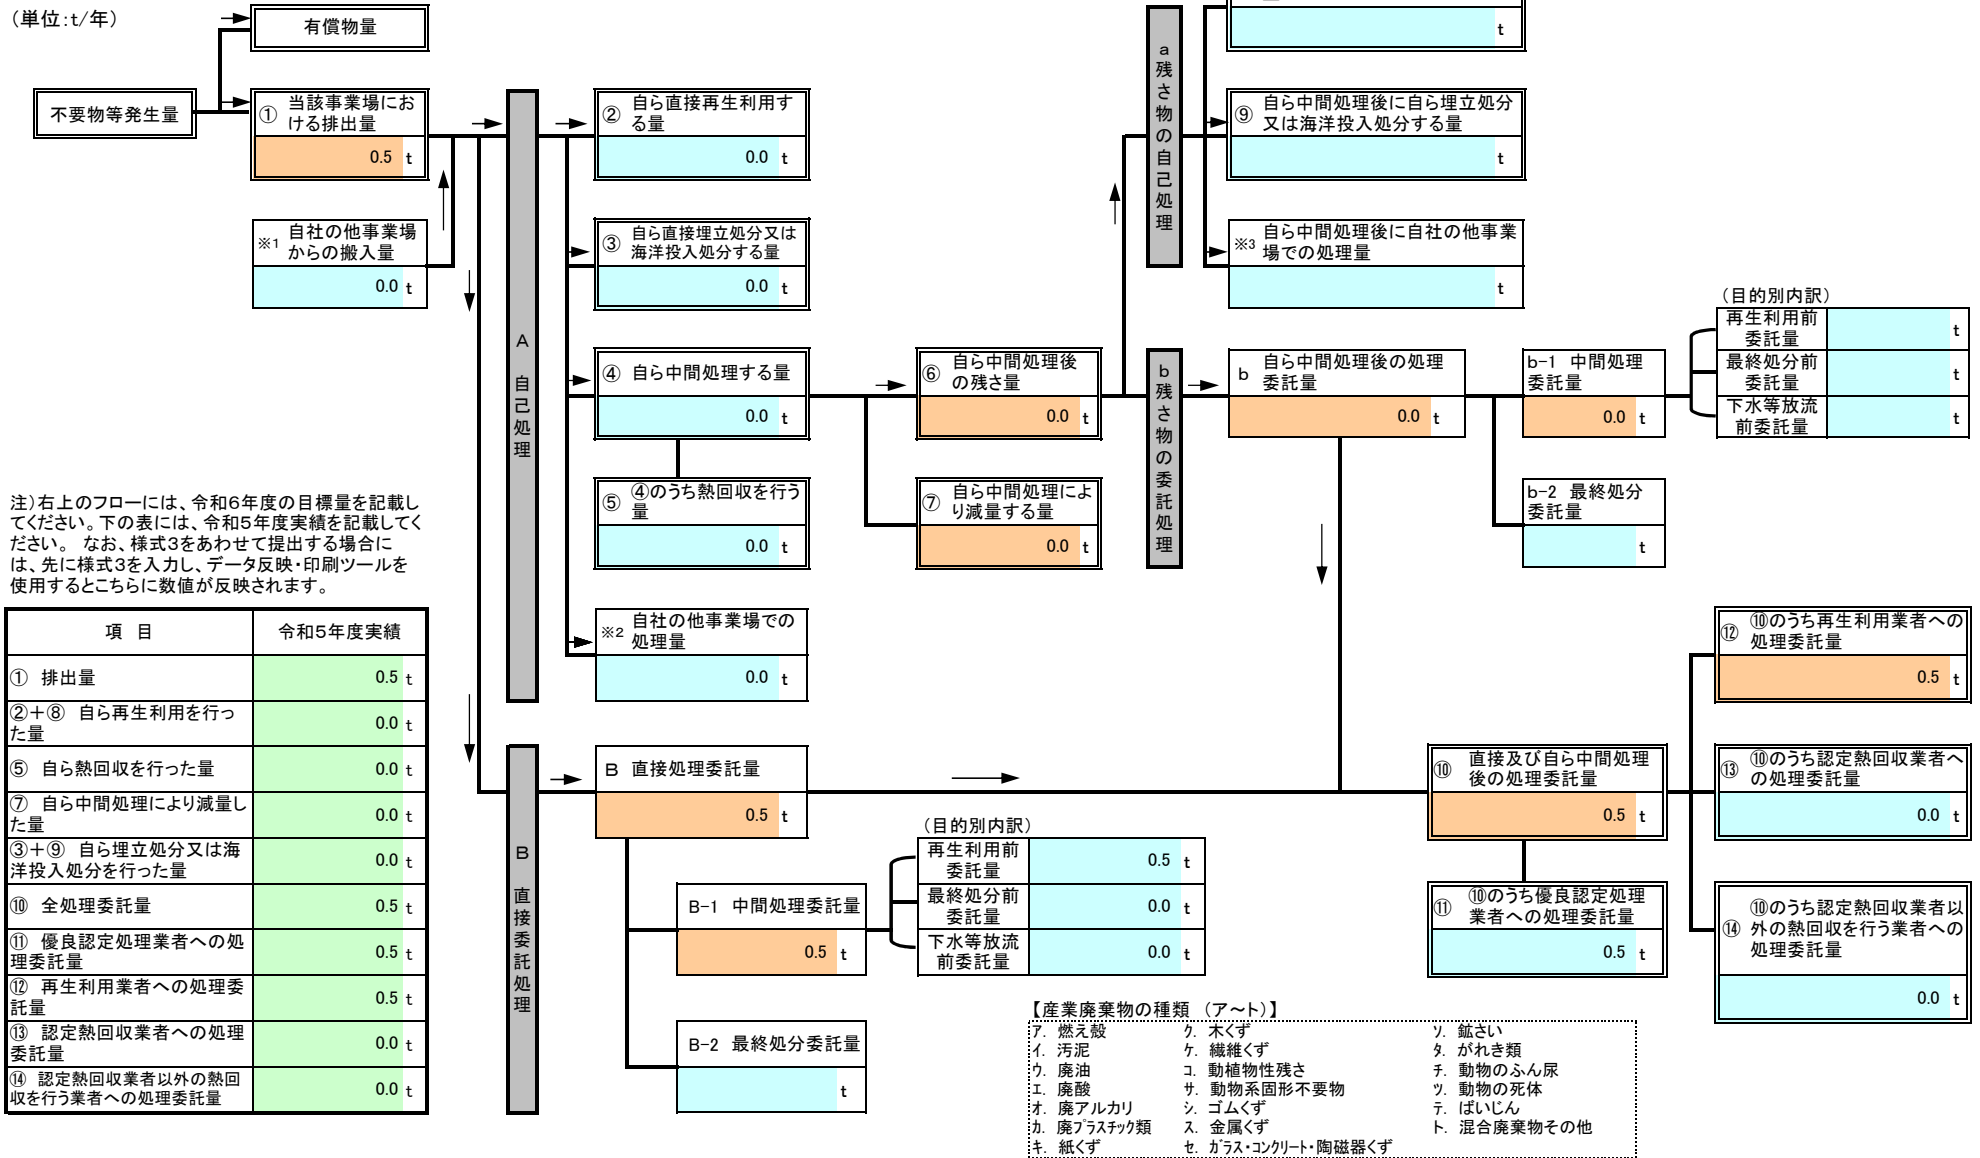 （単位:t/年）
有償物量
t
不要物等発生量
① 当該事業場にお
ける排出量
0.5 t
※1 自社の他事業場
からの搬入量
0.0 t
A 自己処理
② 自ら直接再生利用す
る量
0.0 t
③ 自ら直接埋立処分又は
海洋投入処分する量
0.0 t
④ 自ら中間処理する量
0.0 t
⑤ ④のうち熱回収を行う
量
0.0 t
※2 自社の他事業場での
処理量
0.0 t
⑥ 自ら中間処理後
の残さ量
0.0 t
⑦ 自ら中間処理によ
り減量する量
0.0 t
a 残さ物の自己処理
⑨ 自ら中間処理後に自ら埋立処分
又は海洋投入処分する量
t
※3 自ら中間処理後に自社の他事業
場での処理量
t
b 残さ物の委託処理
b 自ら中間処理後の処理
委託量
0.0 t
b-1 中間処理
委託量
0.0 t
b-2 最終処分
委託量
t
（目的別内訳）
再生利用前
委託量 t
最終処分前
委託量 t
下水等放流
前委託量 t
注）右上のフローには、令和６年度の目標量を記載し
てください。下の表には、令和５年度実績を記載してく
ださい。 なお、様式３をあわせて提出する場合に
は、先に様式３を入力し、データ反映・印刷ツールを
使用するとこちらに数値が反映されます。
項 目 令和５年度実績
① 排出量 0.5 t
②＋⑧ 自ら再生利用を行っ
た量 0.0 t
⑤ 自ら熱回収を行った量 0.0 t
⑦ 自ら中間処理により減量し
た量 0.0 t
③＋⑨ 自ら埋立処分又は海
洋投入処分を行った量 0.0 t
⑩ 全処理委託量 0.5 t
⑪ 優良認定処理業者への処
理委託量 0.5 t
⑫ 再生利用業者への処理委
託量 0.5 t
⑬ 認定熱回収業者への処理
委託量 0.0 t
⑭ 認定熱回収業者以外の熱回
収を行う業者への処理委託量 0.0 t
B 直接委託処理
B 直接処理委託量
0.5 t
B-1 中間処理委託量
0.5 t
B-2 最終処分委託量
t
（目的別内訳）
再生利用前
委託量 0.5 t
最終処分前
委託量 0.0 t
下水等放流
前委託量 0.0 t
⑩ 直接及び自ら中間処理
後の処理委託量
0.5 t
⑪ ⑩のうち優良認定処理
業者への処理委託量
0.5 t
⑫ ⑩のうち再生利用業者への
処理委託量
0.5 t
⑬ ⑩のうち認定熱回収業者へ
の処理委託量
0.0 t
⑭ ⑩のうち認定熱回収業者以
外の熱回収を行う業者への
処理委託量
0.0 t
【産業廃棄物の種類 （ア～ト）】
ア. 燃え殻 ク. 木くず ソ. 鉱さい
イ. 汚泥 ケ. 繊維くず タ. がれき類
ウ. 廃油 コ. 動植物性残さ チ. 動物のふん尿
エ. 廃酸 サ. 動物系固形不要物 ツ. 動物の死体
オ. 廃アルカリ シ. ゴムくず テ. ばいじん
カ. 廃プラスチック類 ス. 金属くず ト. 混合廃棄物その他
キ. 紙くず セ. ガラス・コンクリート・陶磁器くず